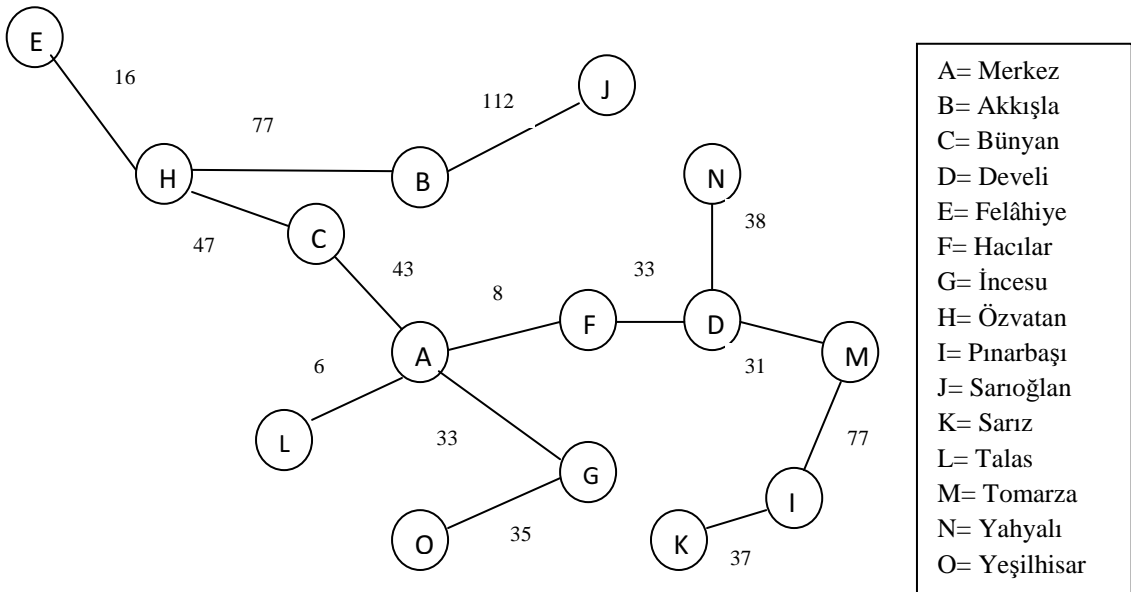 E
16
J
112
77
H
B
N
C
47
38
43
33
8
F
D
A
M
6
31
L
33
77
G
I
O
35
K
37
A= Merkez
B= Akkışla
C= Bünyan
D= Develi
E= Felâhiye
F= Hacılar
G= İncesu
H= Özvatan
I= Pınarbaşı
J= Sarıoğlan
K= Sarız
L= Talas
M= Tomarza
N= Yahyalı
O= Yeşilhisar